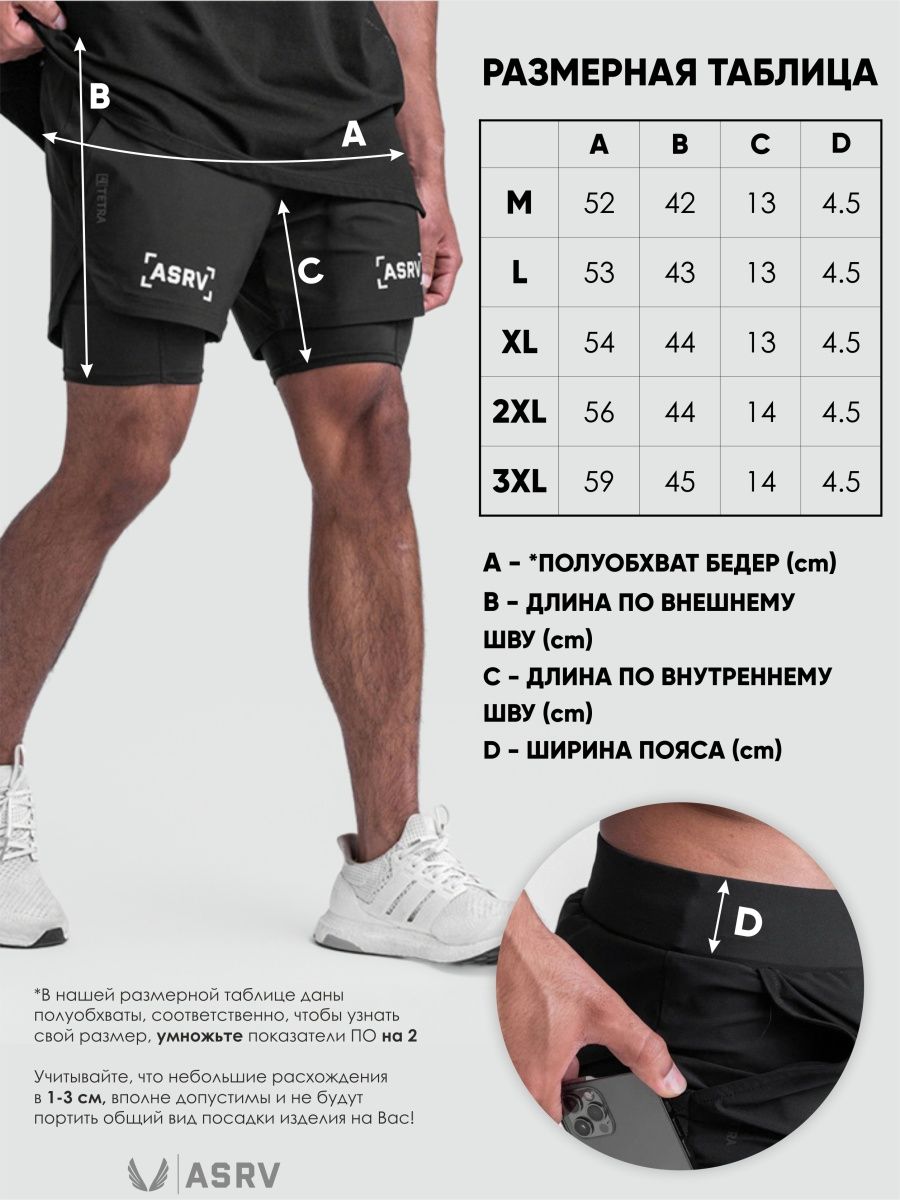 РАЗМЕРНАЯ ТАБЛИЦА
A B C D
M 52 42 13 4.5
L 53 43 13 4.5
XL 54 44 13 4.5
2XL 56 44 14 4.5
3XL 59 45 14 4.5
A – *ПОЛУОБХВАТ БЕДЕР (cm)
B – ДЛИНА ПО ВНЕШНЕМУ
ШВУ (cm)
C – ДЛИНА ПО ВНУТРЕННЕМУ
ШВУ (cm)
D – ШИРИНА ПОЯСА (cm)
B
A
TETRA
ASRV
C
ASRV
D
TETRA
*В нашей размерной таблице даны
полуобхваты, соответственно, чтобы узнать
свой размер, умножьте показатели ПО на 2
Учитывайте, что небольшие расхождения
в 1-3 см, вполне допустимы и не будут
портить общий вид посадки изделия на Вас!
ASRV